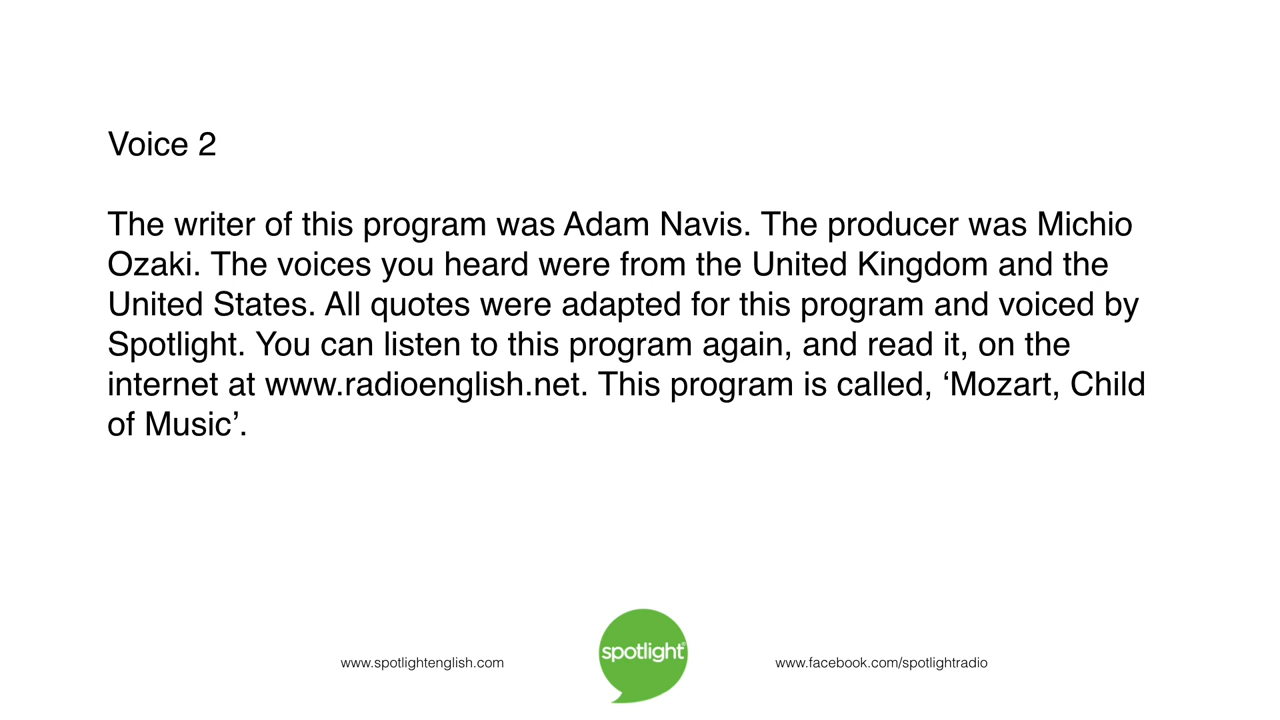 Voice 2
The writer of this program was Adam Navis. The producer was Michio
Ozaki. The voices you heard were from the United Kingdom and the
United States. All quotes were adapted for this program and voiced by
Spotlight. You can listen to this program again, and read it, on the
internet at www.radioenglish.net. This program is called, ‘Mozart, Child
of Music’.
www.spotlightenglish.com
spotlight
www.facebook.com/spotlightradio